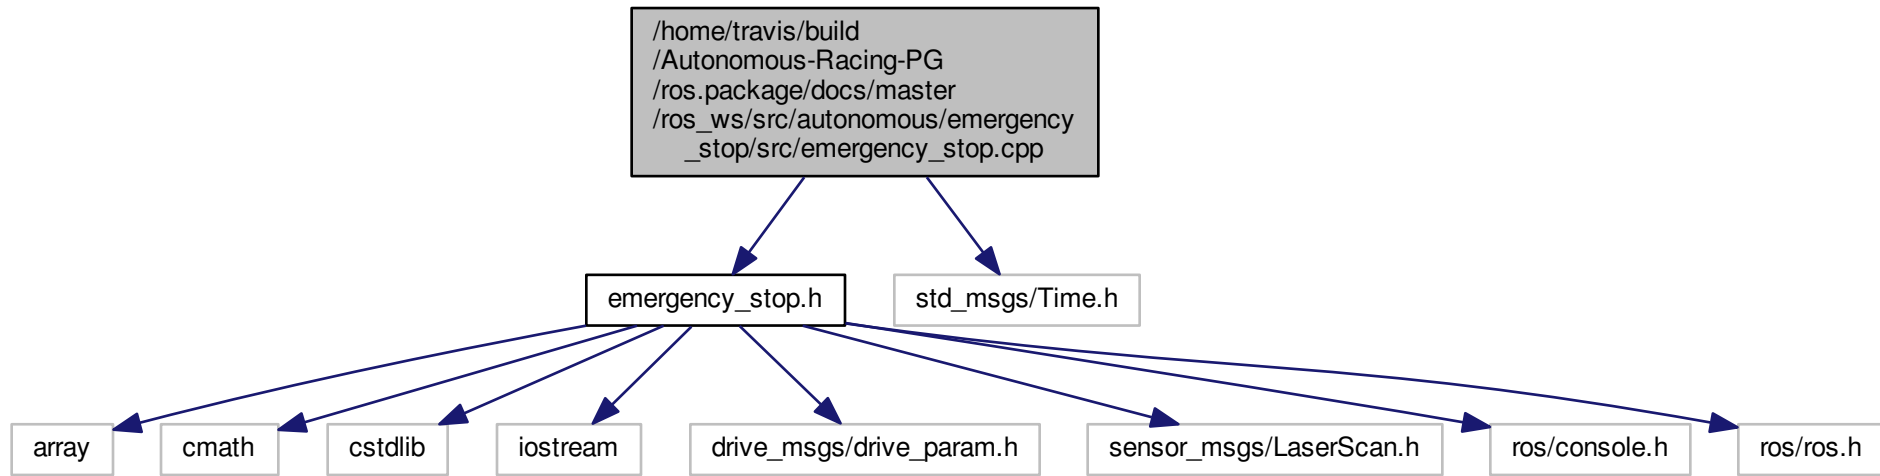 /home/travis/build
/Autonomous-Racing-PG
/ros.package/docs/master
/ros_ws/src/autonomous/emergency
_stop/src/emergency_stop.cpp
emergency_stop.h
std_msgs/Time.h
array
cmath
cstdlib
iostream
drive_msgs/drive_param.h
sensor_msgs/LaserScan.h
ros/console.h
ros/ros.h